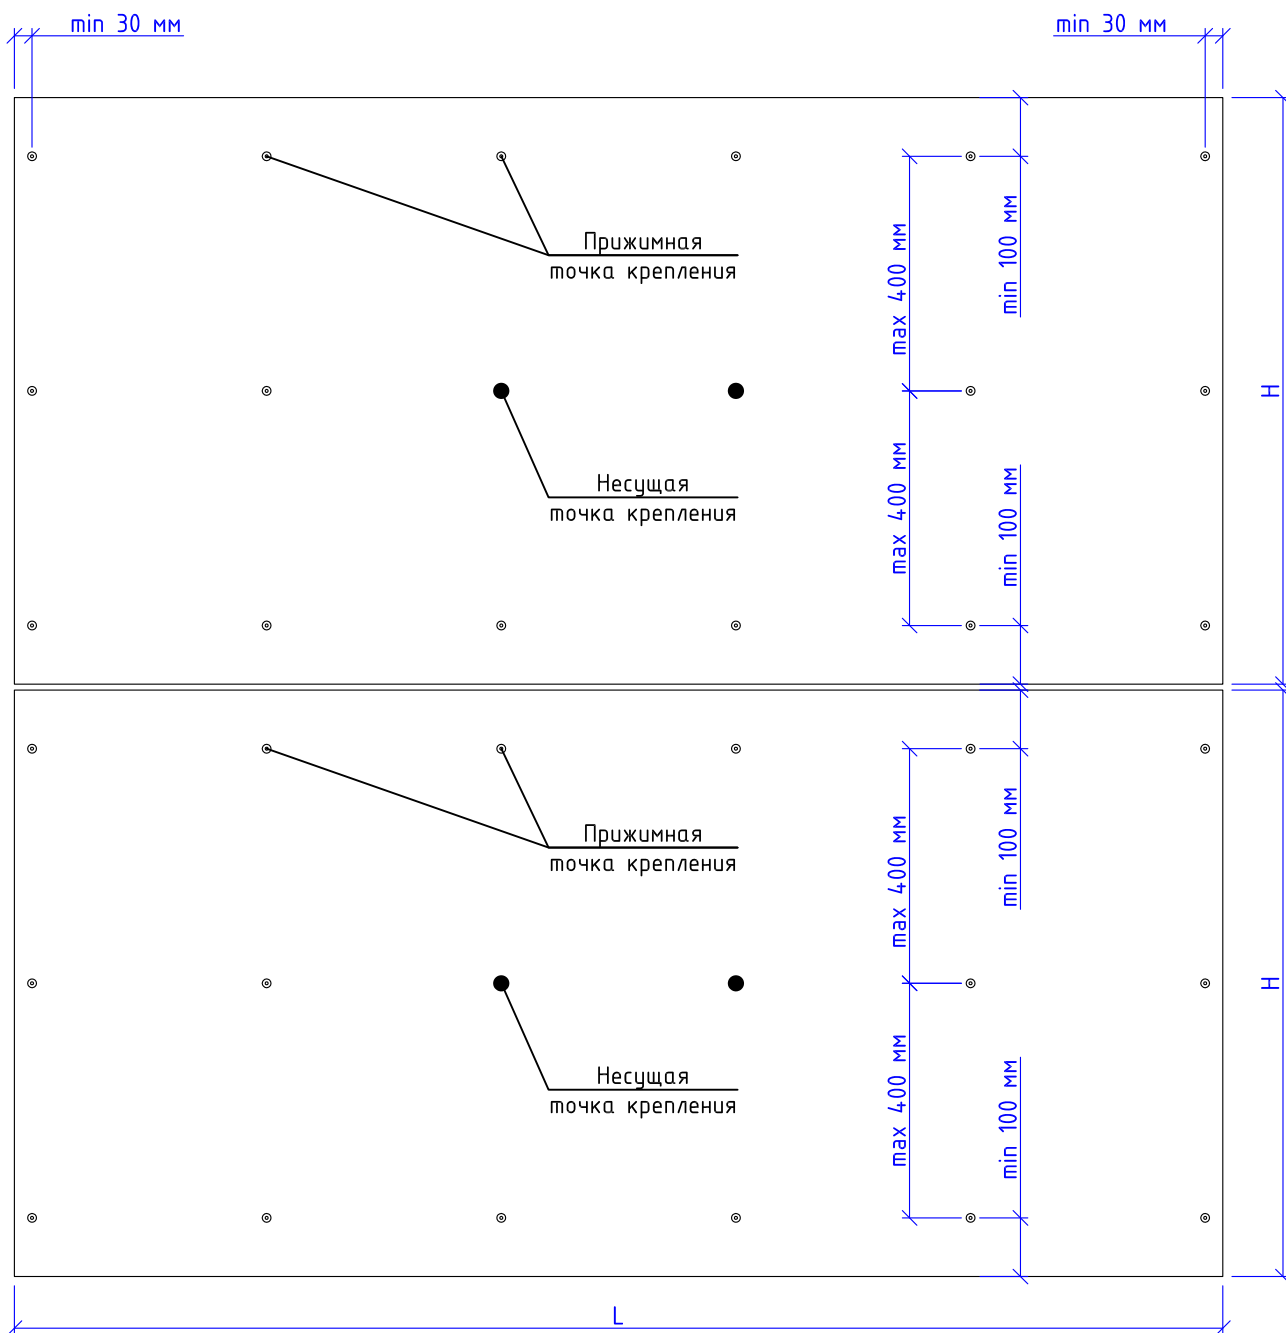 min 30 мм
min 30 мм
Прижимная
точка крепления
max 400 мм
min 100 мм
H
Несущая
точка крепления
max 400 мм
min 100 мм
Прижимная
точка крепления
max 400 мм
min 100 мм
H
Несущая
точка крепления
max 400 мм
min 100 мм
L